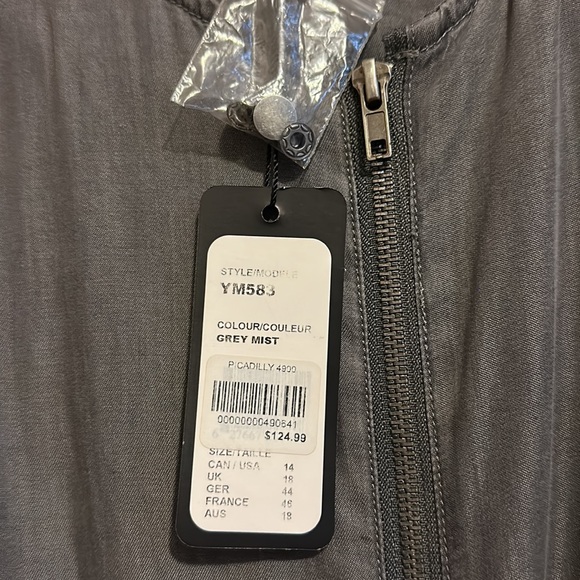 STYLE/MODELE
YM583
COLOUR/COULEUR
GREY MIST
PICADILLY 4900
00000000490641
$124.99
SIZE/TAILLE
CAN / USA 14
UK 18
GER 44
FRANCE 46
AUS 18